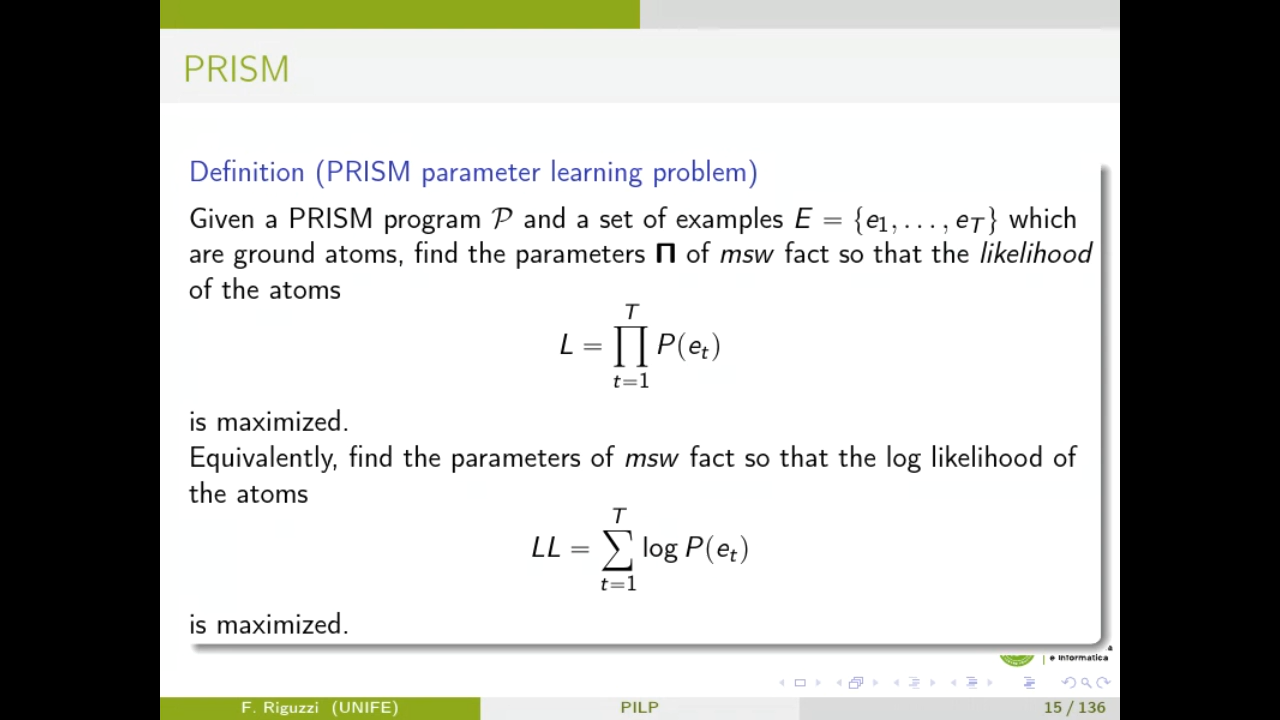 PRISM
Definition (PRISM parameter learning problem)
Given a PRISM program 𝒫 and a set of examples E = {e₁, . . . , e_T} which
are ground atoms, find the parameters Π of msw fact so that the likelihood
of the atoms
L = ∏_{t=1}^{T} P(e_t)
is maximized.
Equivalently, find the parameters of msw fact so that the log likelihood of
the atoms
LL = ∑_{t=1}^{T} log P(e_t)
is maximized.
e Informatica
F. Riguzzi (UNIFE)
PILP
15 / 136